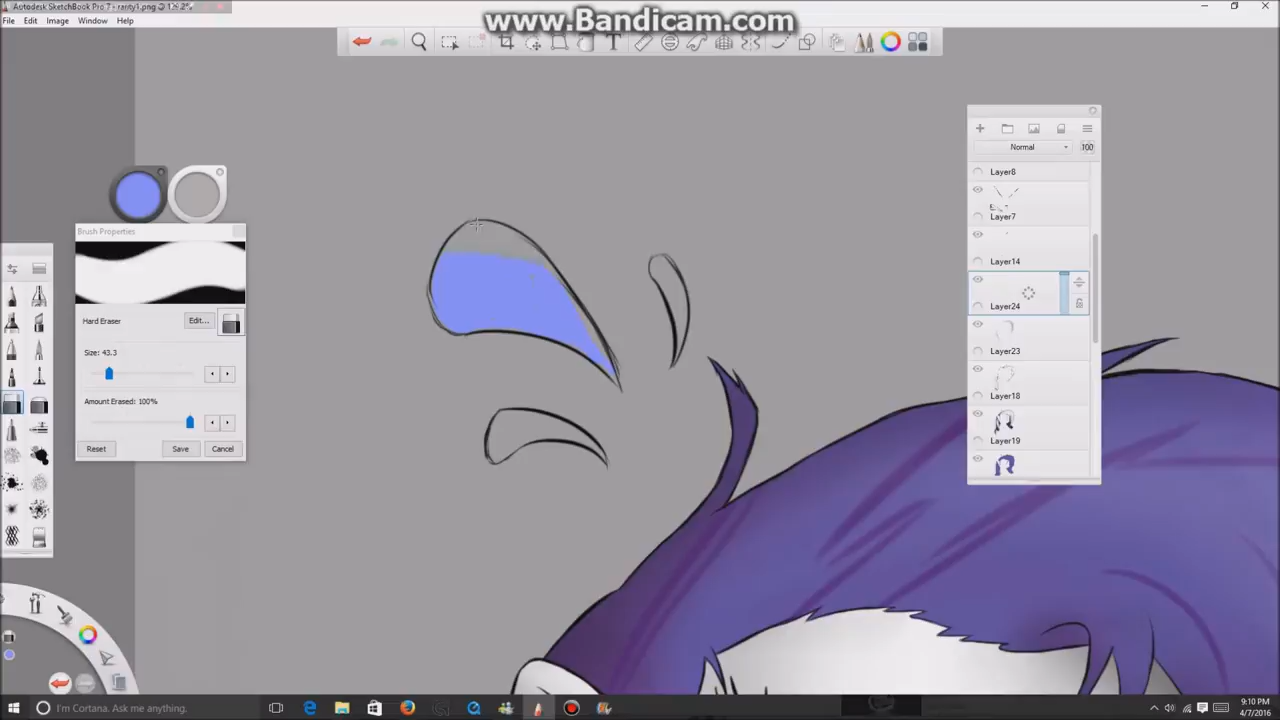 Autodesk SketchBook Pro 7 - rarity1.png @ 139.2%
www.Bandicam.com
File Edit Image Window Help
Normal 100
Layer8
Layer7
Layer14
Layer24
Layer23
Layer18
Layer19
Brush Properties
Hard Eraser Edit...
Size: 43.3
Amount Erased: 100%
Reset Save Cancel
I'm Cortana. Ask me anything.
9:10 PM
4/7/2016